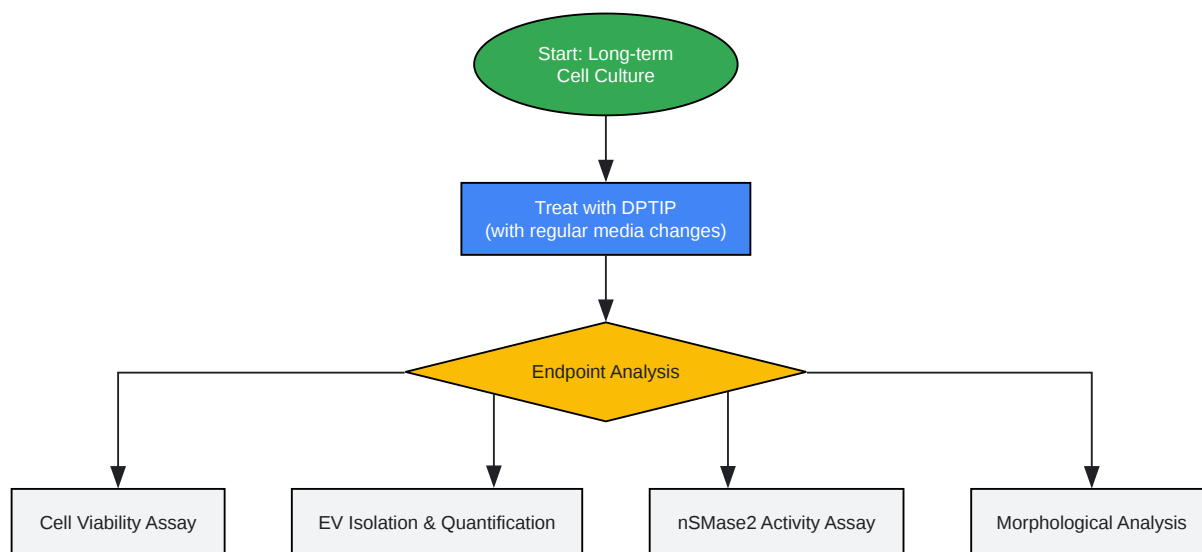 Start: Long-term
Cell Culture
Treat with DPTIP
(with regular media changes)
Endpoint Analysis
Cell Viability Assay
EV Isolation & Quantification
nSMase2 Activity Assay
Morphological Analysis